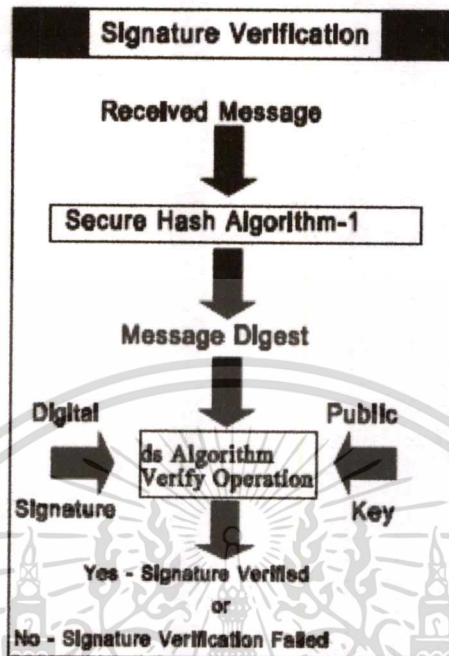 Signature Verification
Received Message
Secure Hash Algorithm-1
Message Digest
Digital
Public
ds Algorithm
Verify Operation
Signature
Key
Yes - Signature Verified
or
No - Signature Verification Failed